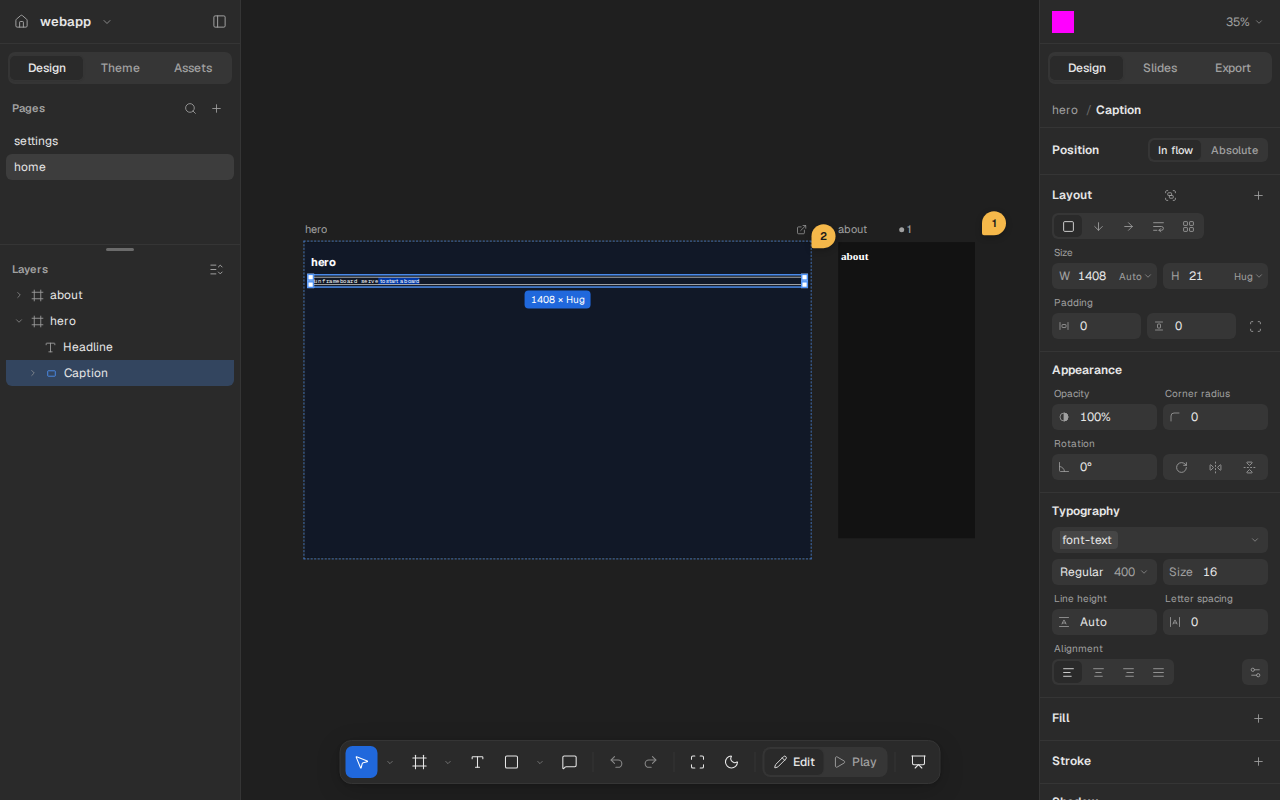 webapp
Design
Theme
Assets
Pages
settings
home
Layers
about
hero
Headline
Caption
hero
2
about
1
1
hero
about
1408 × Hug
Edit
Play
35%
Design
Slides
Export
hero / Caption
Position
In flow
Absolute
Layout
Size
W 1408 Auto
H 21 Hug
Padding
0
0
Appearance
Opacity
Corner radius
100%
0
Rotation
0°
Typography
font-text
Regular 400
Size 16
Line height
Letter spacing
Auto
0
Alignment
Fill
Stroke